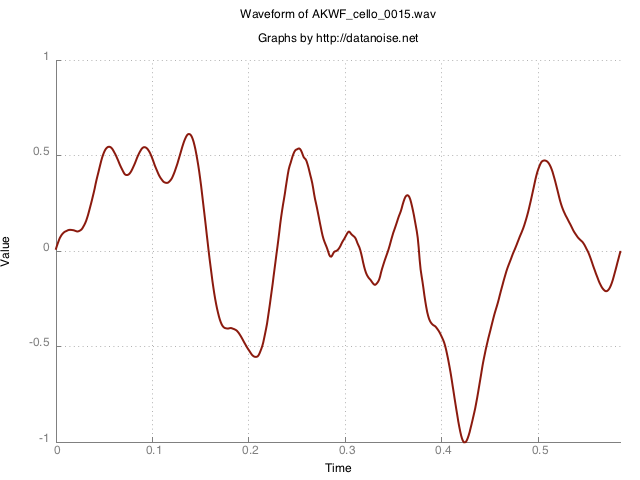 Waveform of AKWF_cello_0015.wav
Graphs by http://datanoise.net
1
0.5
0
-0.5
-1
Value
0 0.1 0.2 0.3 0.4 0.5
Time